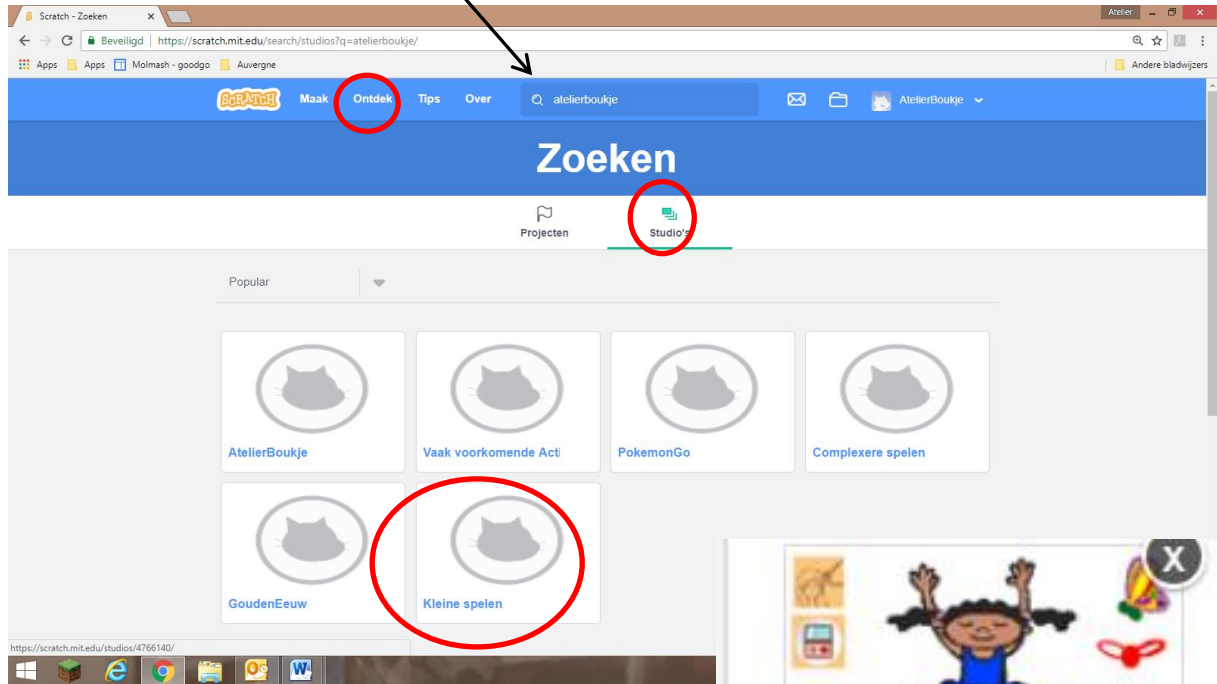 Scratch - Zoeken
Atelier
Beveiligd | https://scratch.mit.edu/search/studios?q=atelierboukje/
Apps Apps Molmash - goodgo Auvergne Andere bladwijzers
SCRATCH Maak Ontdek Tips Over atelierboukje AtelierBoukje
Zoeken
Projecten Studio's
Popular
AtelierBoukje Vaak voorkomende Acti PokemonGo Complexere spelen
GoudenEeuw Kleine spelen
https://scratch.mit.edu/studios/4766140/
X